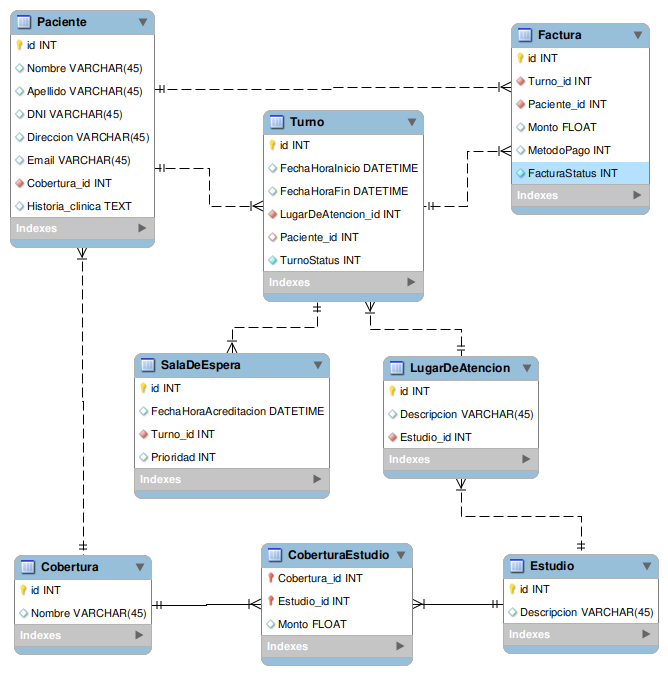 Paciente
id INT
Nombre VARCHAR(45)
Apellido VARCHAR(45)
DNI VARCHAR(45)
Direccion VARCHAR(45)
Email VARCHAR(45)
Cobertura_id INT
Historia_clinica TEXT
Indexes
Factura
id INT
Turno_id INT
Paciente_id INT
Monto FLOAT
MetodoPago INT
FacturaStatus INT
Indexes
Turno
id INT
FechaHoraInicio DATETIME
FechaHoraFin DATETIME
LugarDeAtencion_id INT
Paciente_id INT
TurnoStatus INT
Indexes
SalaDeEspera
id INT
FechaHoraAcreditacion DATETIME
Turno_id INT
Prioridad INT
Indexes
LugarDeAtencion
id INT
Descripcion VARCHAR(45)
Estudio_id INT
Indexes
Cobertura
id INT
Nombre VARCHAR(45)
Indexes
CoberturaEstudio
Cobertura_id INT
Estudio_id INT
Monto FLOAT
Indexes
Estudio
id INT
Descripcion VARCHAR(45)
Indexes